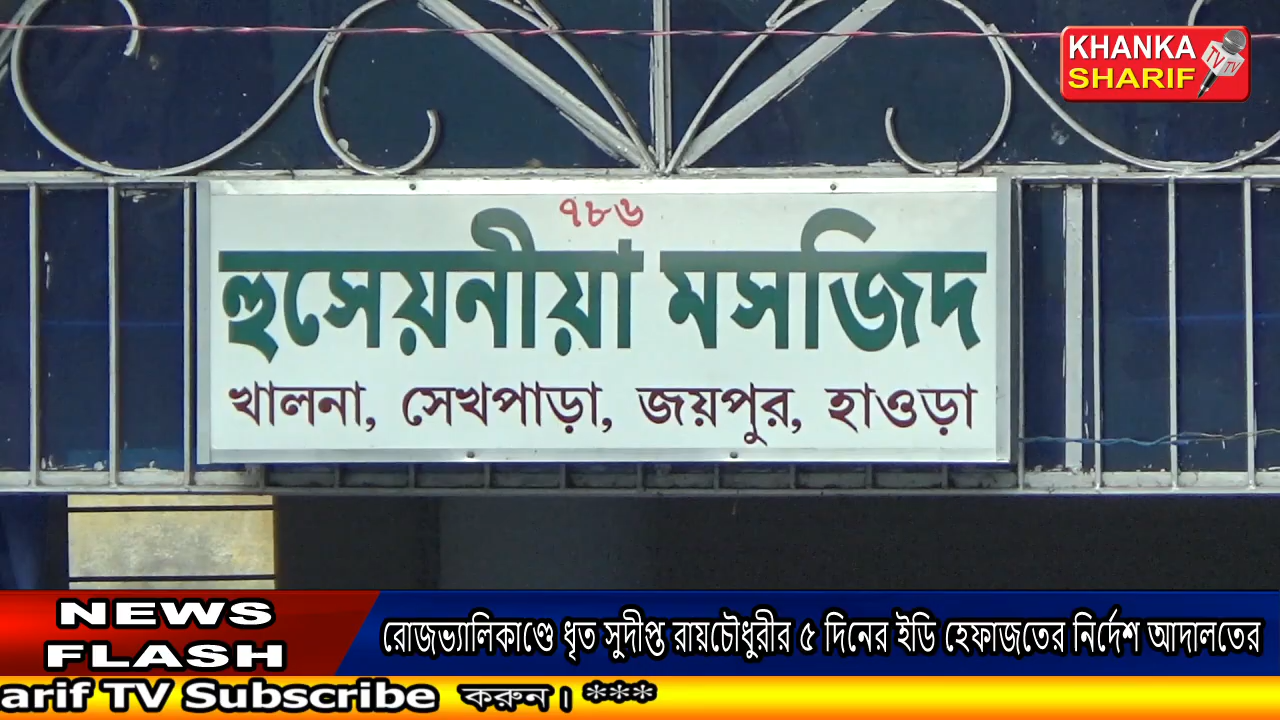 KHANKA
SHARIF
TV TV
৭৮৬
হুসেয়নীয়া মসজিদ
খালনা, সেখপাড়া, জয়পুর, হাওড়া
NEWS
FLASH
রোজভ্যালিকাণ্ডে ধৃত সুদীপ্ত রায়চৌধুরীর ৫ দিনের ইডি হেফাজতের নির্দেশ আদালতের
arif TV Subscribe করুন। ***